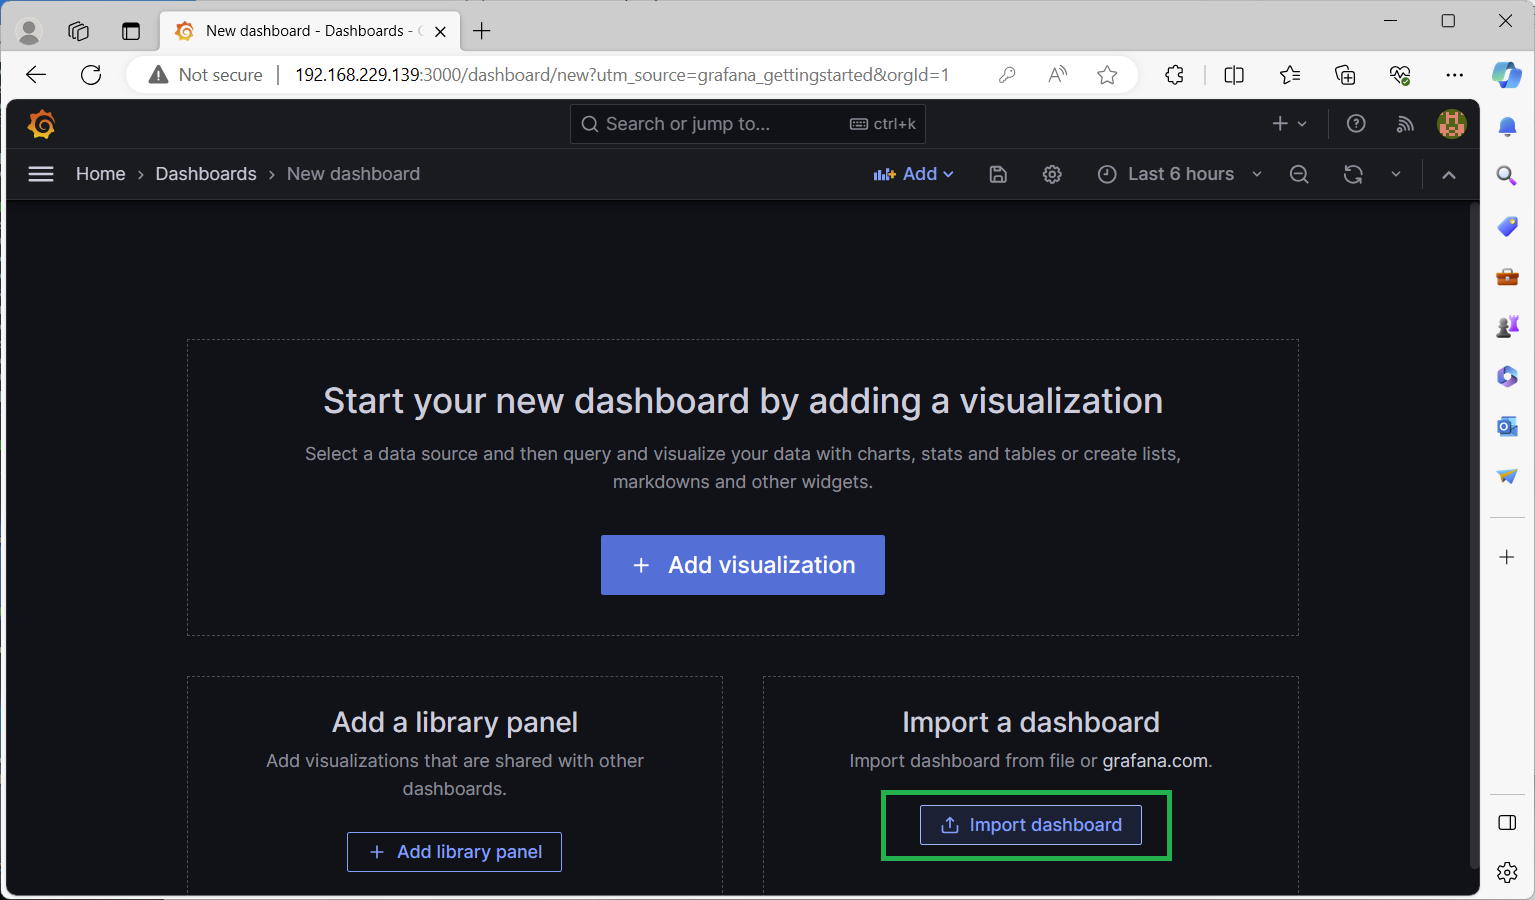 New dashboard - Dashboards -
Not secure
192.168.229.139:3000/dashboard/new?utm_source=grafana_gettingstarted&orgId=1
Search or jump to...
ctrl+k
Home › Dashboards › New dashboard
Add
Last 6 hours
Start your new dashboard by adding a visualization
Select a data source and then query and visualize your data with charts, stats and tables or create lists,
markdowns and other widgets.
+ Add visualization
Add a library panel
Add visualizations that are shared with other
dashboards.
+ Add library panel
Import a dashboard
Import dashboard from file or grafana.com.
Import dashboard